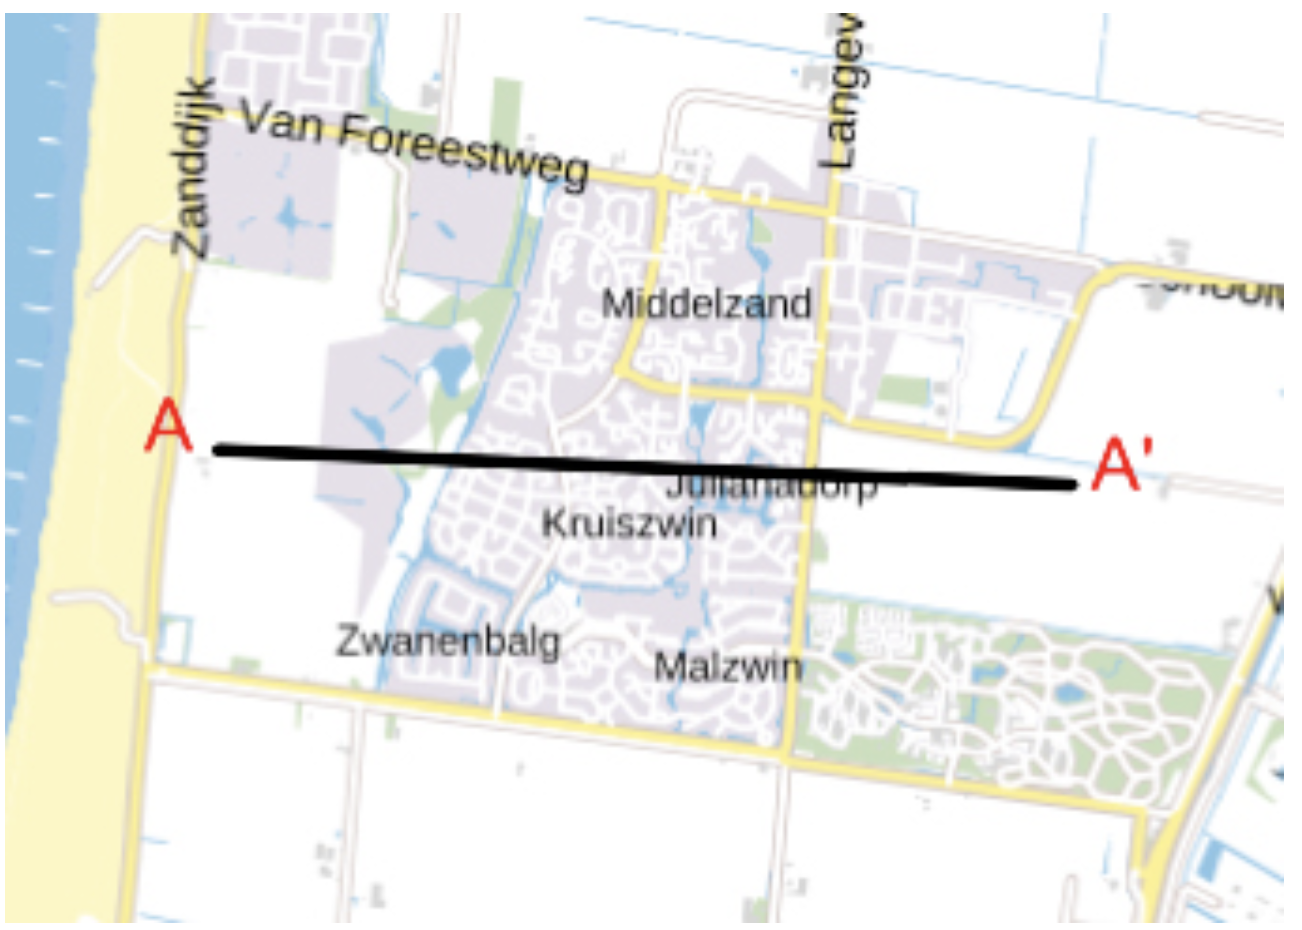 Zanddijk
Van Foreestweg
Langev
Middelzand
A
A'
Julianadorp
Kruiszwin
Zwanenbalg
Malzwin